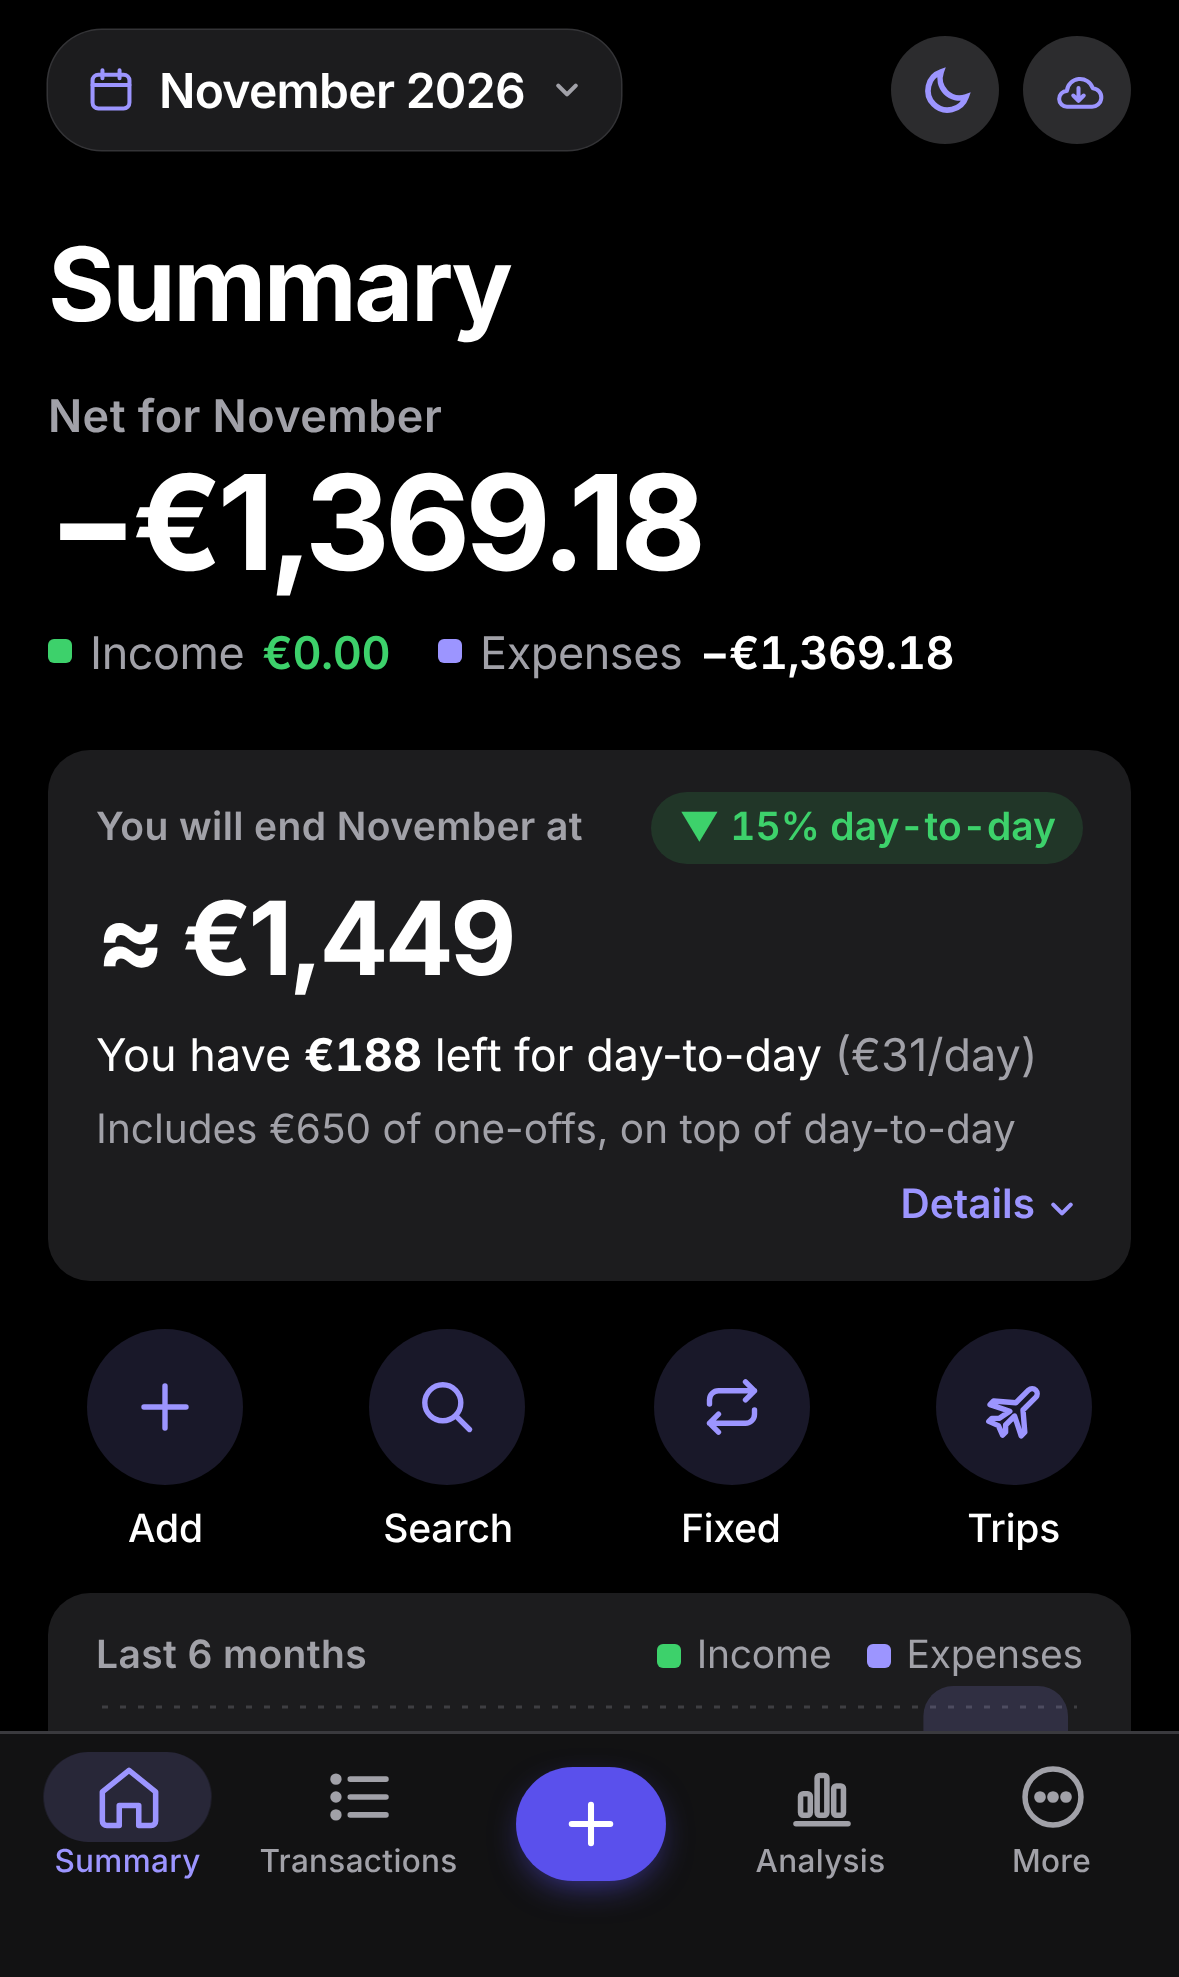 November 2026
Summary
Net for November
−€1,369.18
Income €0.00 Expenses −€1,369.18
You will end November at ▼ 15% day-to-day
≈ €1,449
You have €188 left for day-to-day (€31/day)
Includes €650 of one-offs, on top of day-to-day
Details
Add Search Fixed Trips
Last 6 months Income Expenses
Summary Transactions Analysis More